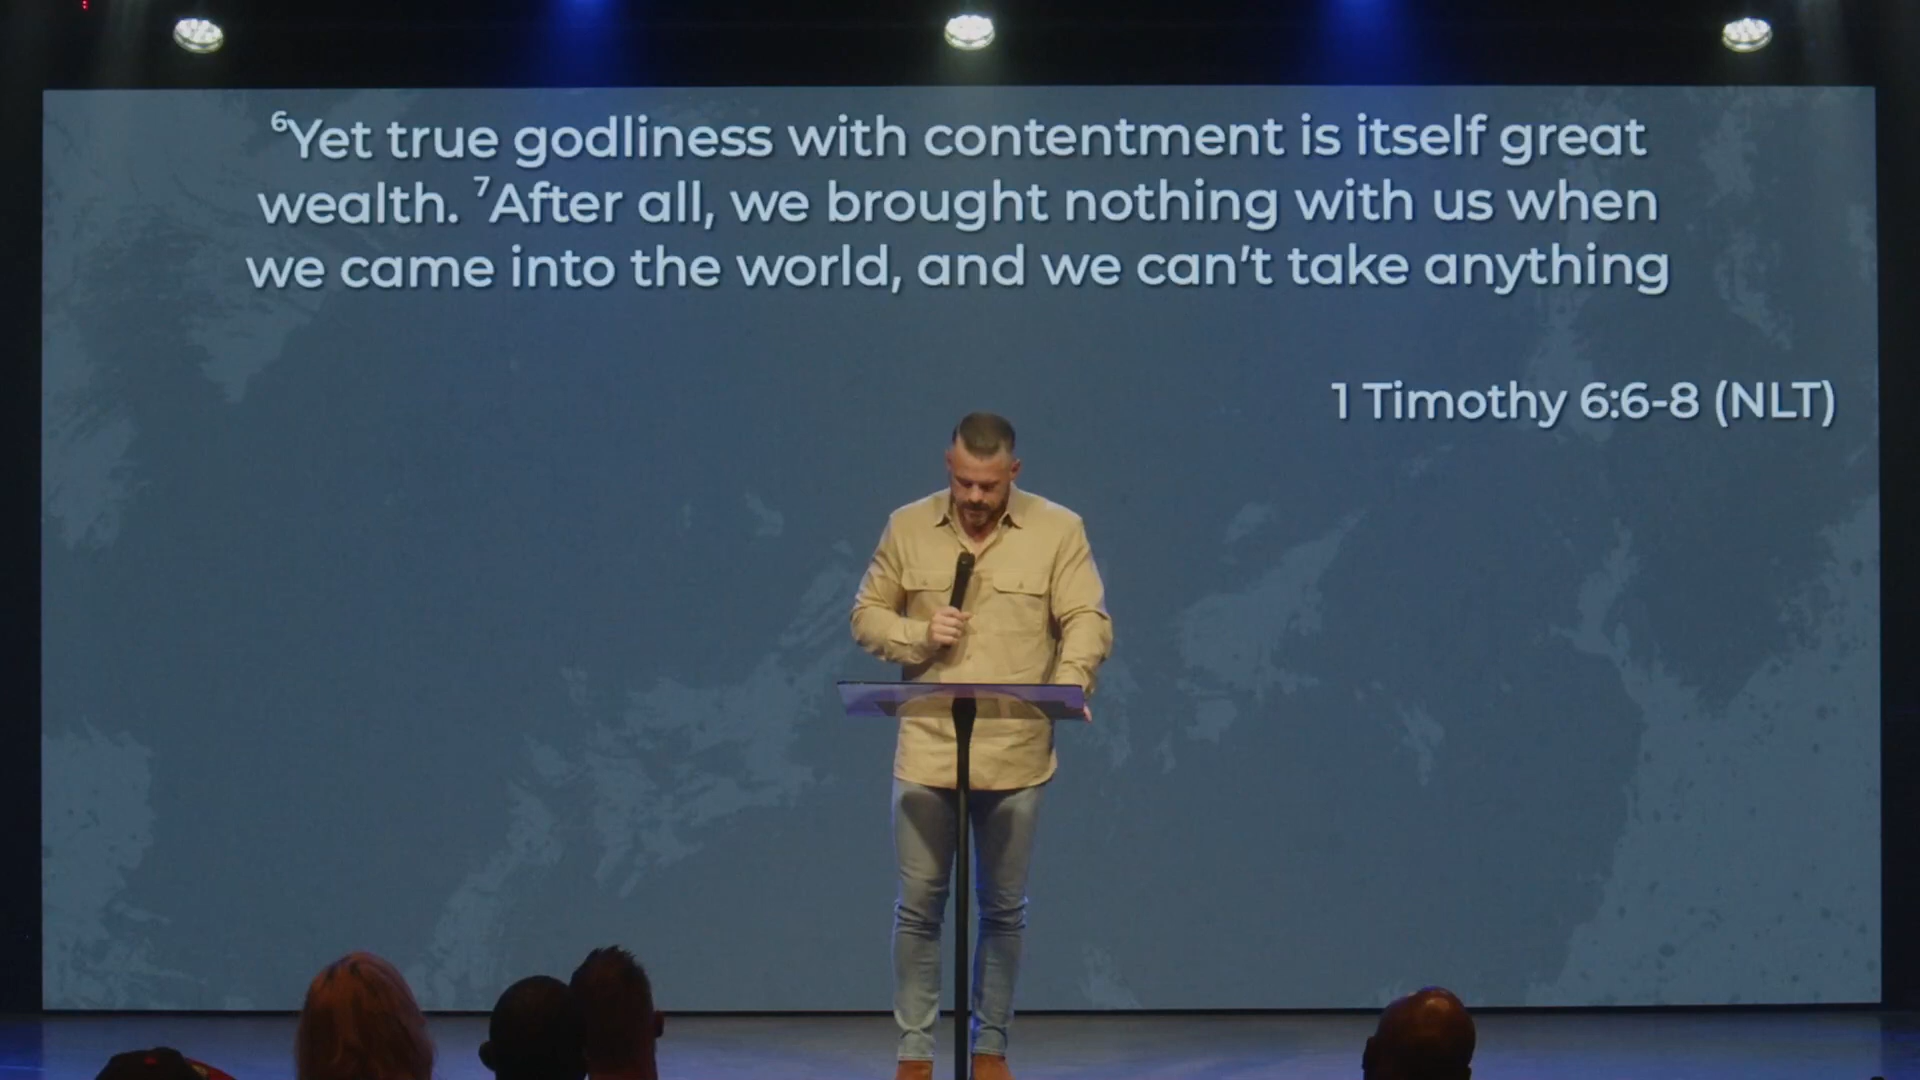 ⁶Yet true godliness with contentment is itself great
wealth. ⁷After all, we brought nothing with us when
we came into the world, and we can't take anything
1 Timothy 6:6-8 (NLT)